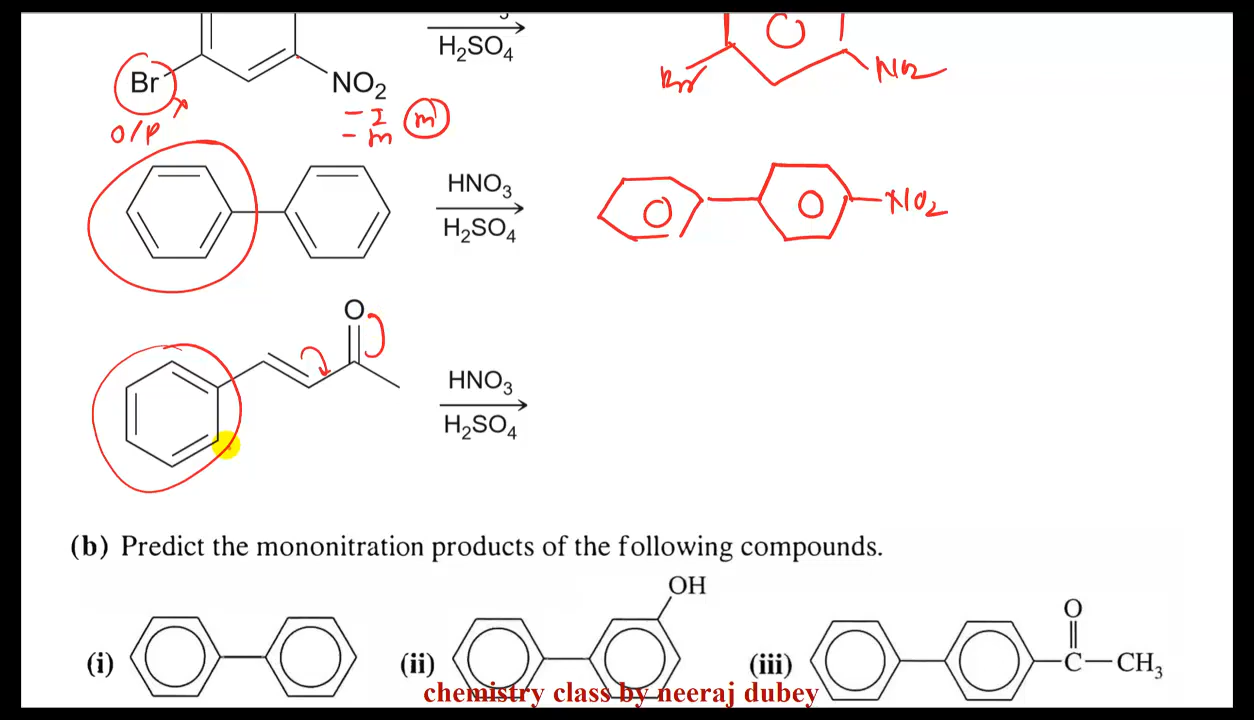 H₂SO₄
Br
NO₂
Br
NO₂
O/P
- I
- m
m
HNO₃
H₂SO₄
NO₂
O
HNO₃
H₂SO₄
(b) Predict the mononitration products of the following compounds.
OH
O
(i)
(ii)
(iii)
C—CH₃
chemistry class by neeraj dubey